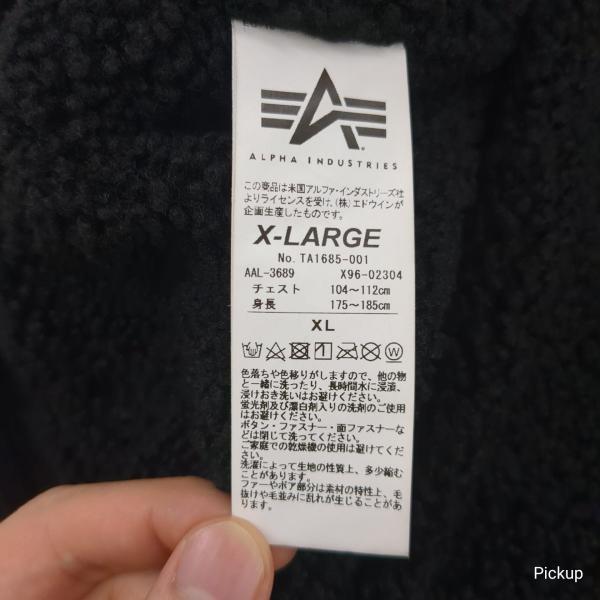 ALPHA INDUSTRIES
この商品は米国アルファ・インダストリーズ社
よりライセンスを受け、(株)エドウインが
企画生産したものです。
X-LARGE
No. TA1685-001
AAL-3689 X96-02304
チェスト 104～112cm
身長 175～185cm
XL
色落ちや色移りがしますので、他の物
と一緒に洗ったり、長時間水に浸漬、
浸けおき洗いはお避けください。
蛍光剤及び漂白剤入りの洗剤のご使用
はお避けください。
ボタン・ファスナー・面ファスナーな
どは閉じて洗ってください。
ご家庭での乾燥機の使用は避けてくだ
さい。
洗濯によって生地の性質上、多少縮む
ことがあります。
ファーやボア部分は素材の特性上、毛
抜けや毛並みに乱れが生じることがあ
ります。
Pickup